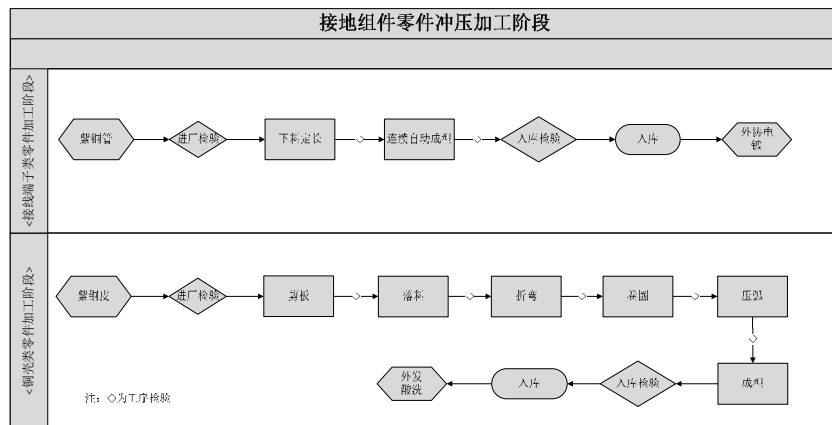 接地组件零件冲压加工阶段
<接线端子类零件加工阶段>
紫铜管
进厂检验
下料定长
连续自动成型
入库检验
入库
外协电
镀
<铜壳类零件加工阶段>
紫铜皮
进厂检验
剪板
落料
折弯
卷圆
压弧
成型
入库检验
入库
外发
酸洗
注：◇为工序检验